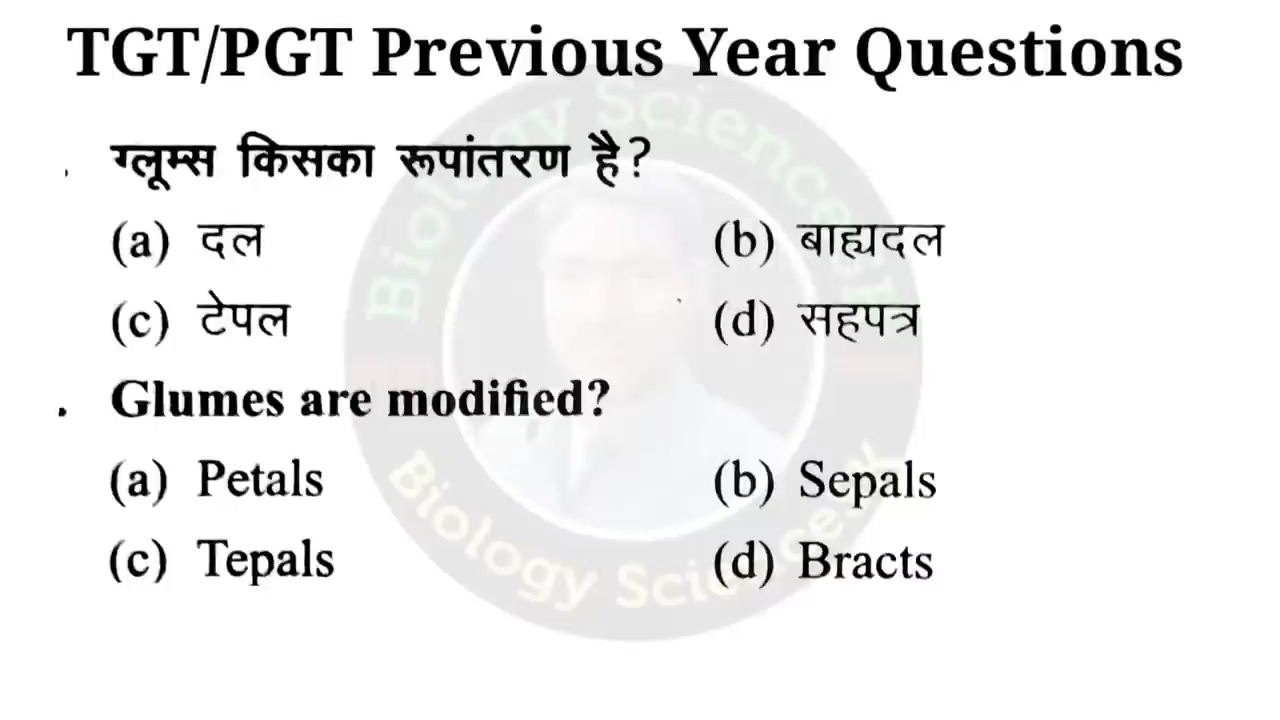 TGT/PGT Previous Year Questions
ग्लूम्स किसका रूपांतरण है?
(a) दल (b) बाह्यदल
(c) टेपल (d) सहपत्र
. Glumes are modified?
(a) Petals (b) Sepals
(c) Tepals (d) Bracts